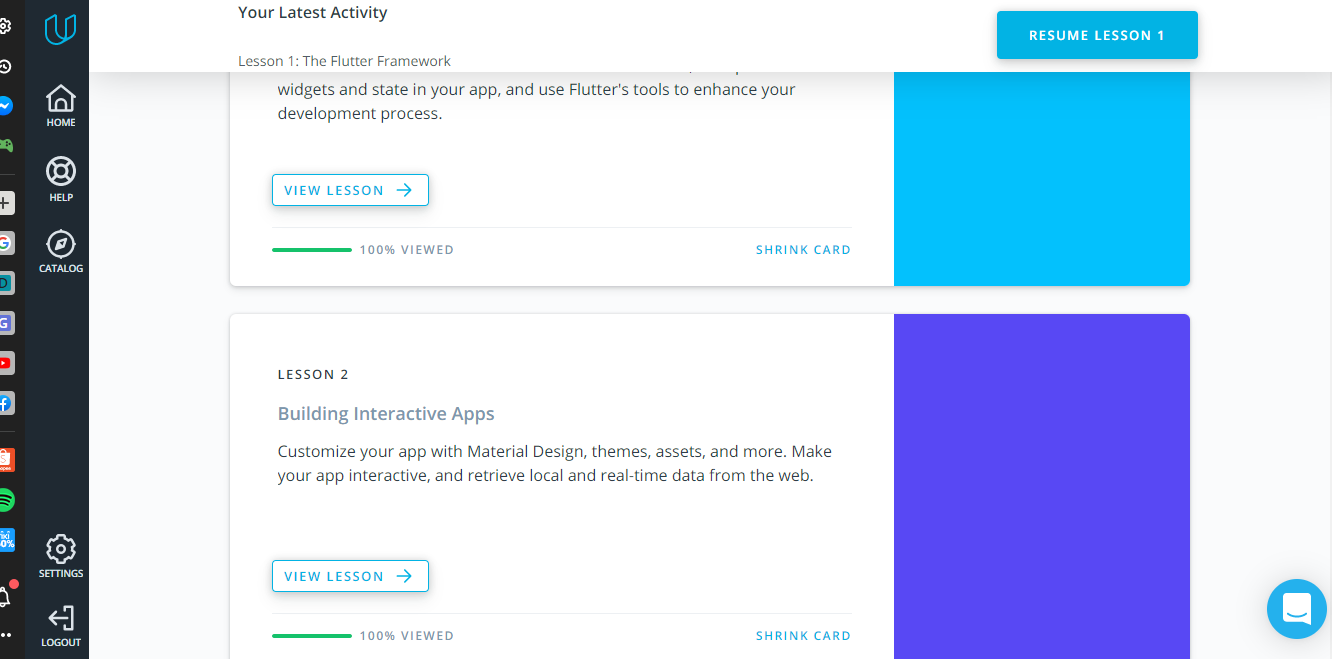 Your Latest Activity
RESUME LESSON 1
Lesson 1: The Flutter Framework
widgets and state in your app, and use Flutter's tools to enhance your
development process.
VIEW LESSON
100% VIEWED
SHRINK CARD
LESSON 2
Building Interactive Apps
Customize your app with Material Design, themes, assets, and more. Make
your app interactive, and retrieve local and real-time data from the web.
VIEW LESSON
100% VIEWED
SHRINK CARD
HOME
HELP
CATALOG
SETTINGS
LOGOUT